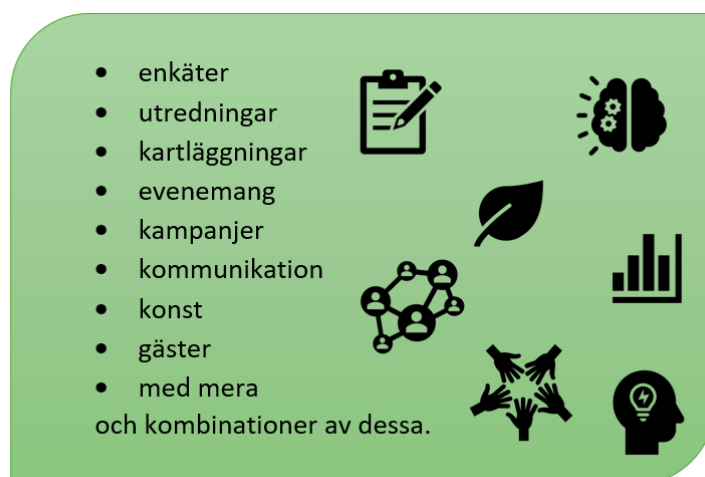 • enkäter
• utredningar
• kartläggningar
• evenemang
• kampanjer
• kommunikation
• konst
• gäster
• med mera
och kombinationer av dessa.